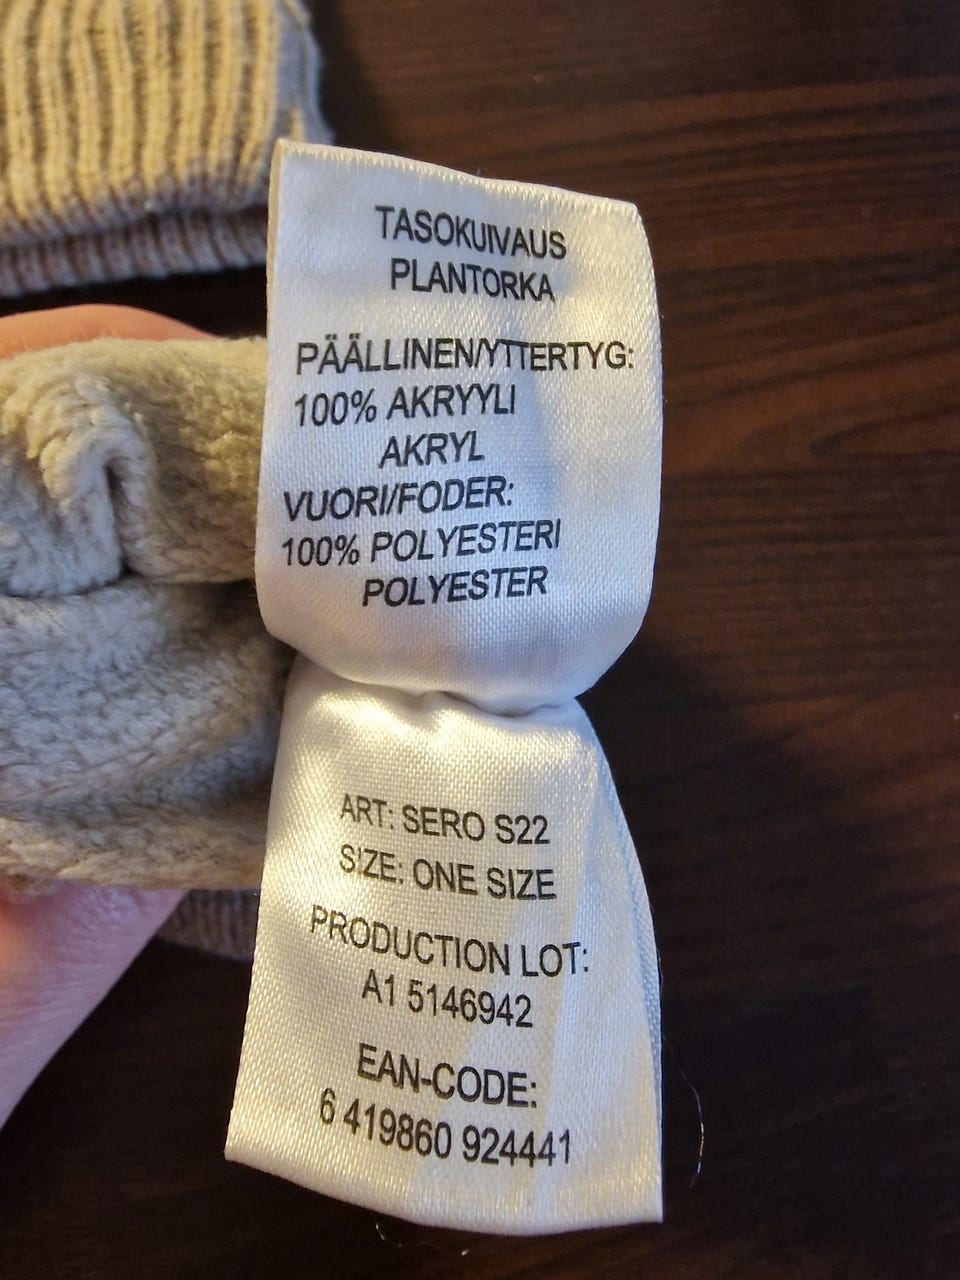 TASOKUIVAUS
PLANTORKA
PÄÄLLINEN/YTTERTYG:
100% AKRYYLI
AKRYL
VUORI/FODER:
100% POLYESTERI
POLYESTER
ART: SERO S22
SIZE: ONE SIZE
PRODUCTION LOT:
A1 5146942
EAN-CODE:
6 419860 924441